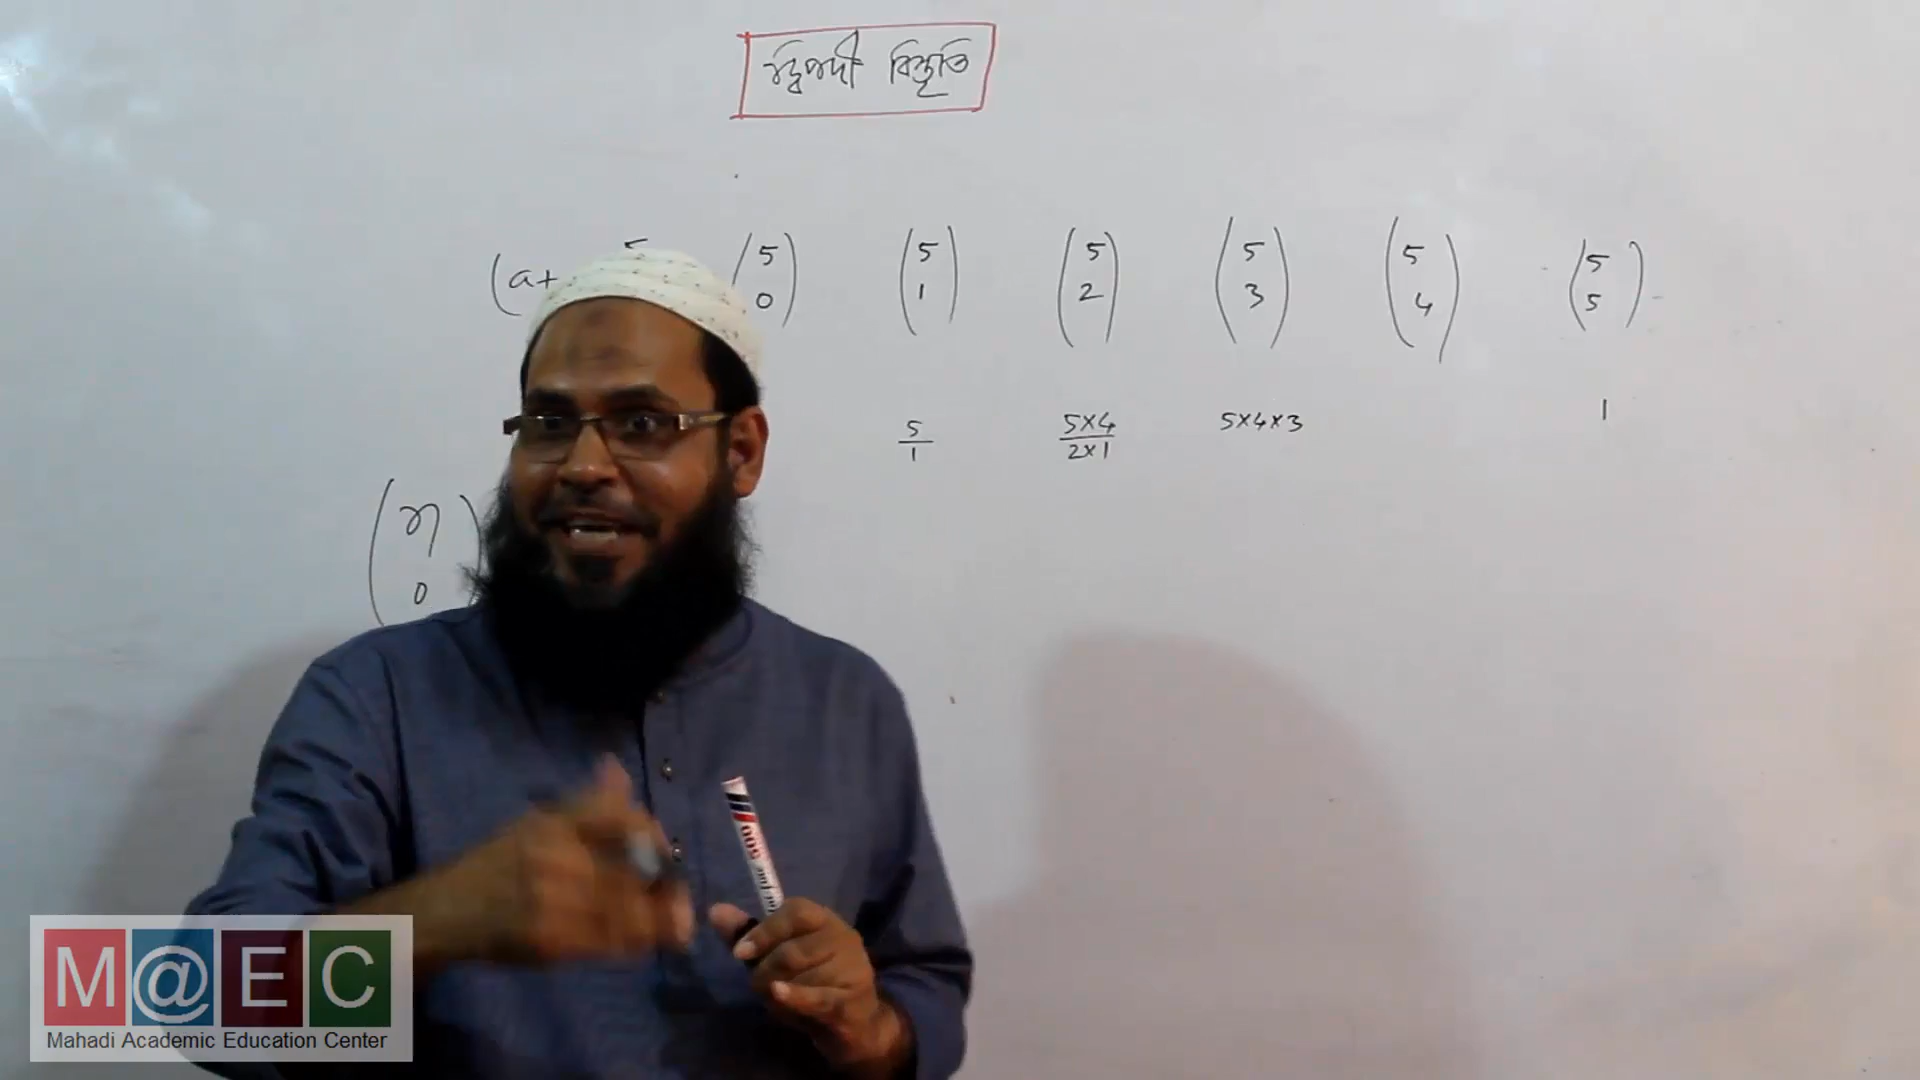 দ্বিপদী বিস্তৃতি
(a+ 5 (5 0) (5 1) (5 2) (5 3) (5 4) (5 5)
5/1 5×4/2×1 5×4×3 1
(n 0)
M@EC
Mahadi Academic Education Center